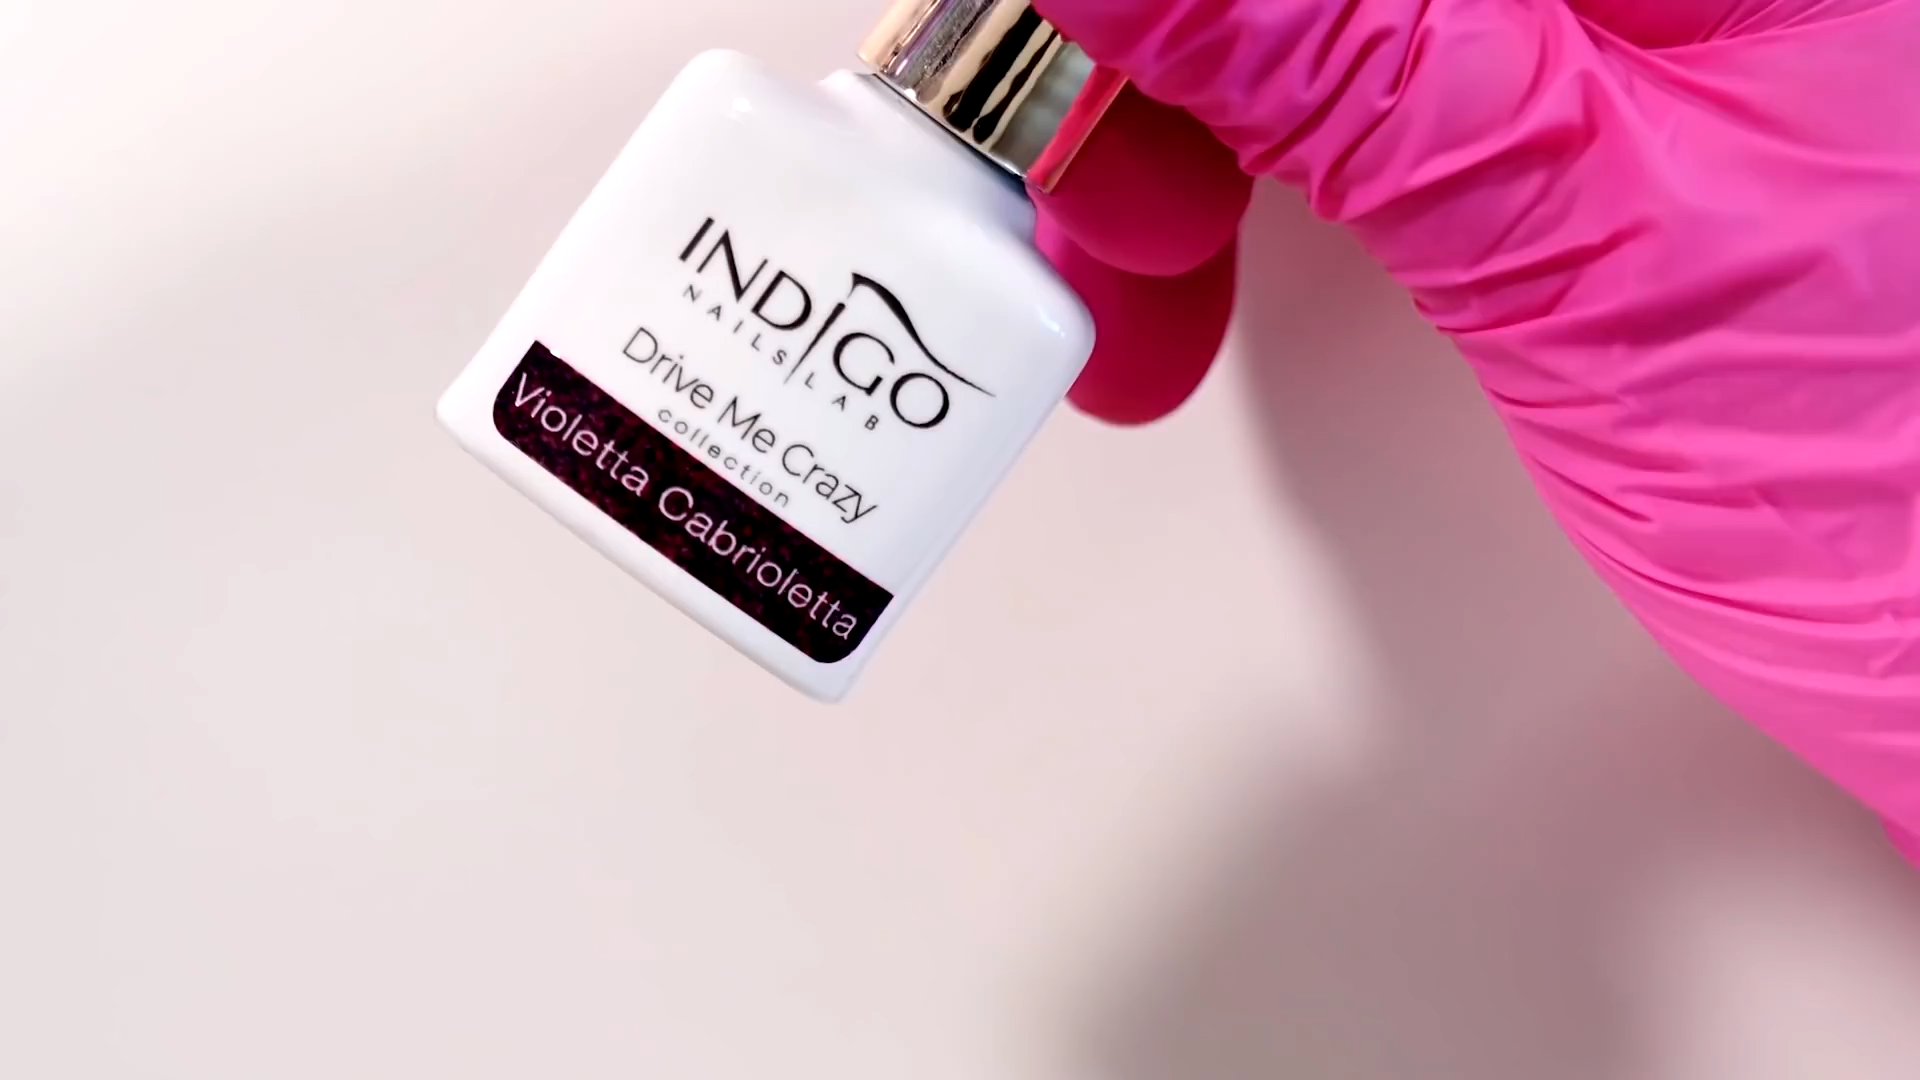 INDIGO
NAILS LAB
Drive Me Crazy
collection
Violetta Cabrioletta